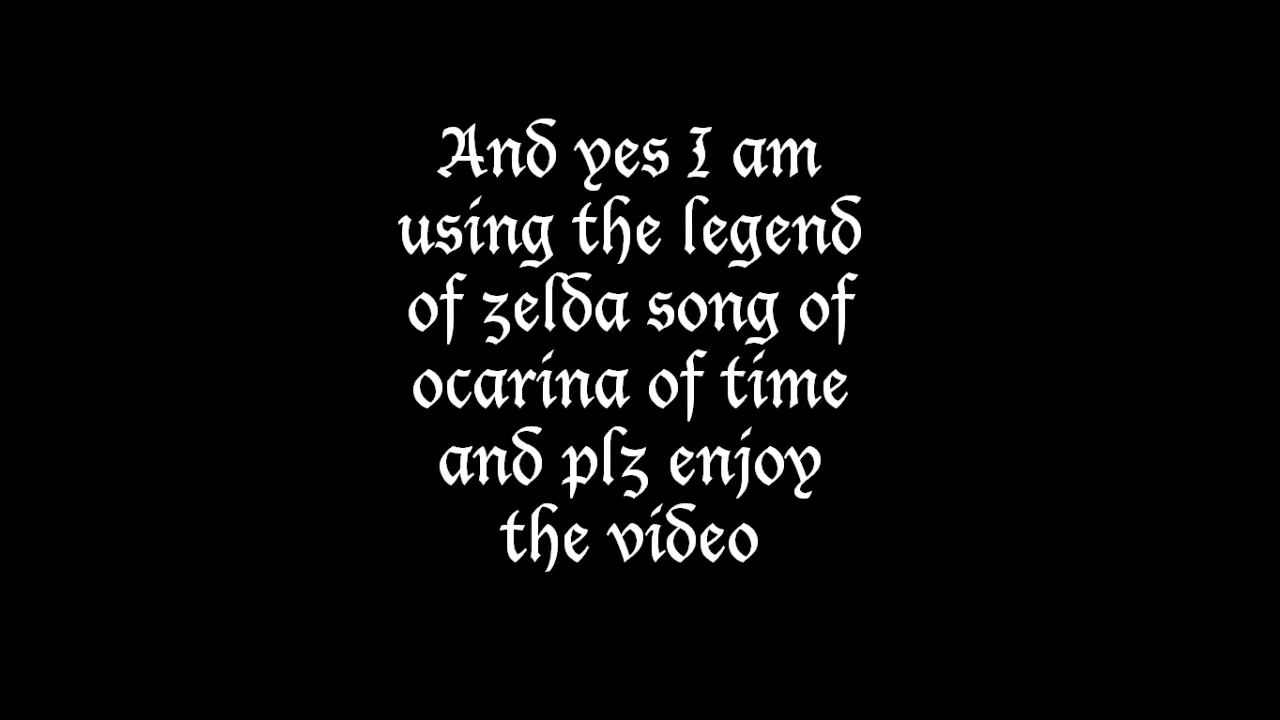 And yes I am
using the legend
of zelda song of
ocarina of time
and plz enjoy
the video